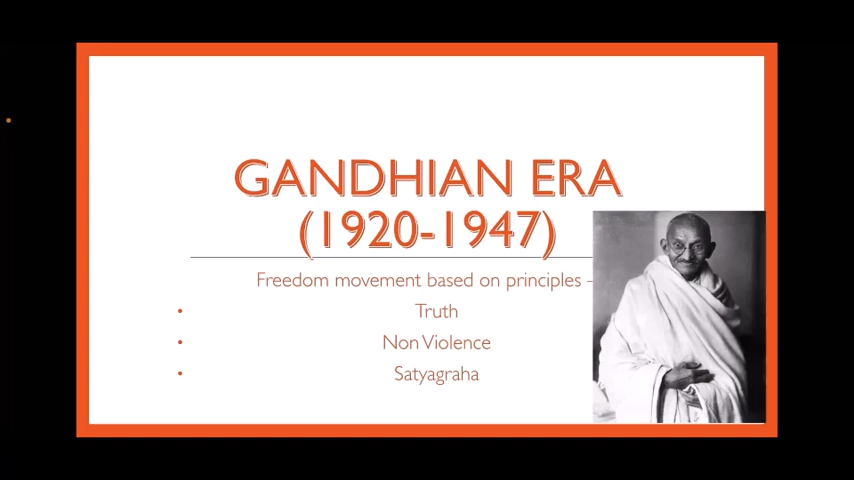 GANDHIAN ERA
(1920-1947)
Freedom movement based on principles -
• Truth
• Non Violence
• Satyagraha